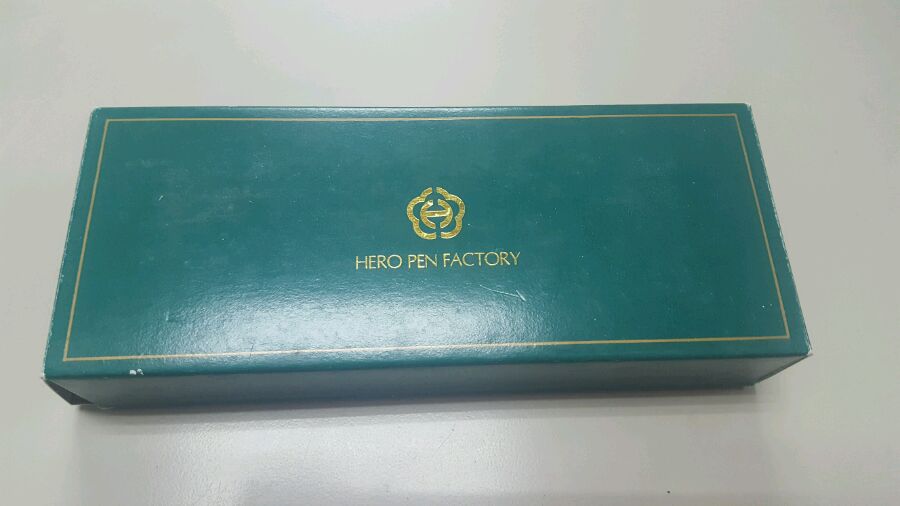 HERO PEN FACTORY